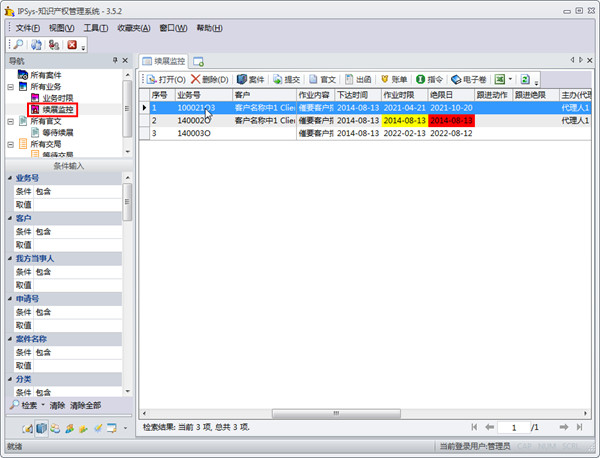 IPSys-知识产权管理系统 - 3.5.2
文件(F) 视图(V) 工具(T) 收藏夹(A) 窗口(W) 帮助(H)
导航
所有案件
所有业务
业务时限
续展监控
所有官文
等待续展
所有交局
等待交局
条件输入
业务号
条件 包含
取值
客户
条件 包含
取值
我方当事人
条件 包含
取值
申请号
条件 包含
取值
案件名称
条件 包含
取值
分类
条件 包含
检索 清除 清除全部
续展监控
打开(O) 删除(D) 案件 提交 官文 出函 账单 指令 电子卷
序号 业务号 客户 作业内容 下达时间 作业时限 绝限日 跟进动作 跟进绝限 主办(代理
1 客户名称中1 Clien 催要客户指 2014-08-13 2021-04-21 2021-10-20 代理人1
2 140002O 客户名称中1 Clien 催要客户指 2014-08-13 2014-08-13 2014-08-13 代理人1
3 140003O 催要客户指 2014-08-13 2022-02-13 2022-08-12
检索结果: 当前 3 项, 总共 3 项.
1 /1
就绪
当前登录用户:管理员 CAP NUM SCRL